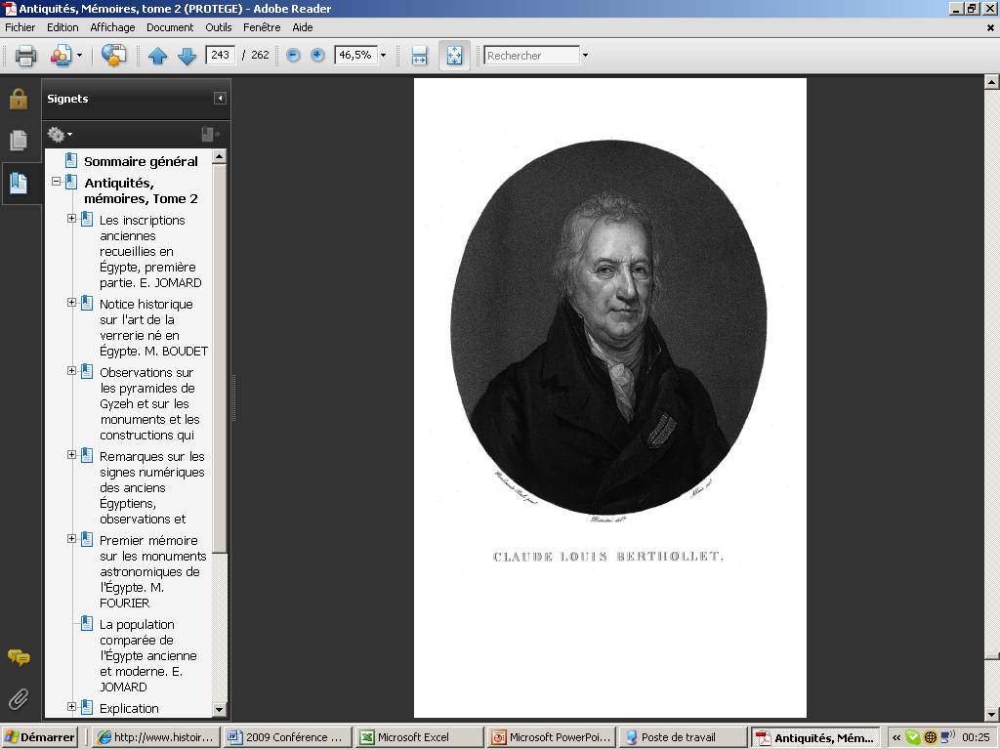 Antiquités, Mémoires, tome 2 (PROTEGE) - Adobe Reader
Fichier Edition Affichage Document Outils Fenêtre Aide
243 / 262 46,5% Rechercher
Signets
Sommaire général
Antiquités,
mémoires, Tome 2
Les inscriptions
anciennes
recueillies en
Égypte, première
partie. E. JOMARD
Notice historique
sur l'art de la
verrerie né en
Égypte. M. BOUDET
Observations sur
les pyramides de
Gyzeh et sur les
monuments et les
constructions qui
Remarques sur les
signes numériques
des anciens
Égyptiens,
observations et
Premier mémoire
sur les monuments
astronomiques de
l'Égypte. M.
FOURIER
La population
comparée de
l'Égypte ancienne
et moderne. E.
JOMARD
Explication
CLAUDE LOUIS BERTHOLLET.
Démarrer http://www.histoir... 2009 Conférence ... Microsoft Excel Microsoft PowerPoi... Poste de travail Antiquités, Mém... « 00:25